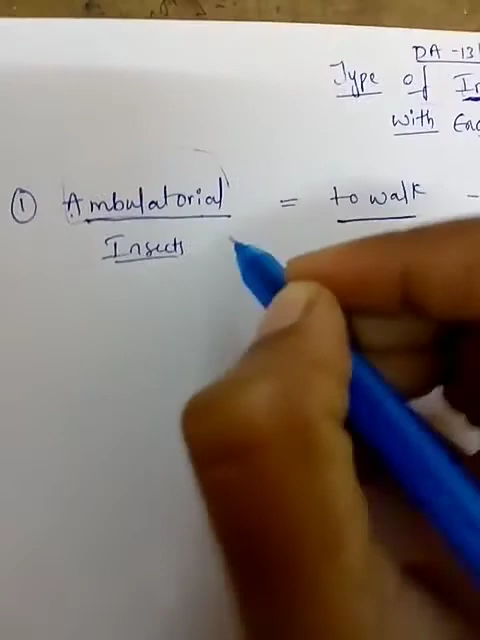 DA-13
Type of
with
① Ambulatorial = to walk -
Insects